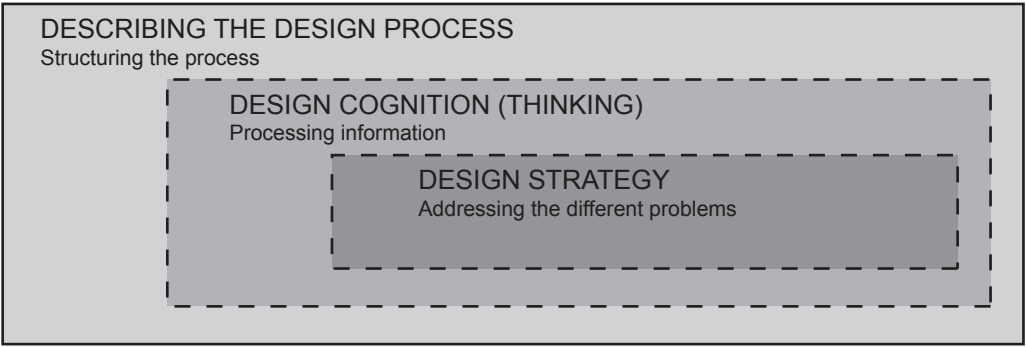 DESCRIBING THE DESIGN PROCESS
Structuring the process
DESIGN COGNITION (THINKING)
Processing information
DESIGN STRATEGY
Addressing the different problems